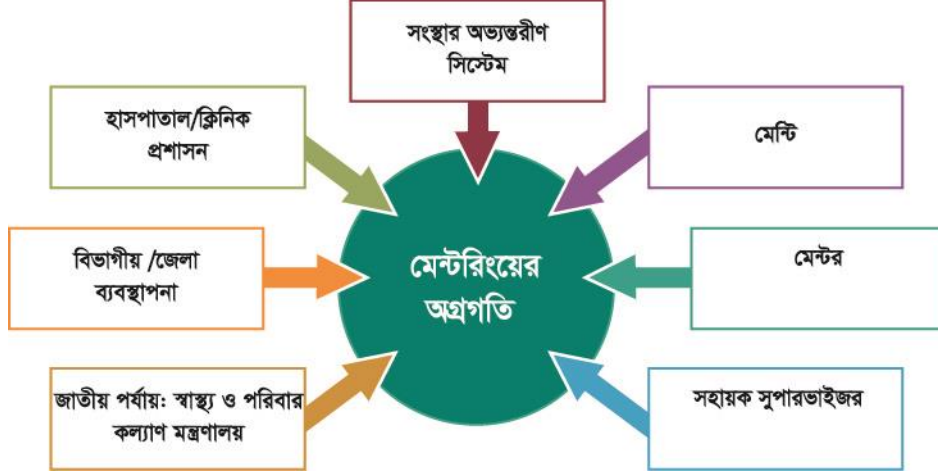 সংস্থার অভ্যন্তরীণ
সিস্টেম
হাসপাতাল/ক্লিনিক
প্রশাসন
মেন্টি
বিভাগীয় /জেলা
ব্যবস্থাপনা
মেন্টরিংয়ের
অগ্রগতি
মেন্টর
জাতীয় পর্যায়: স্বাস্থ্য ও পরিবার
কল্যাণ মন্ত্রণালয়
সহায়ক সুপারভাইজর